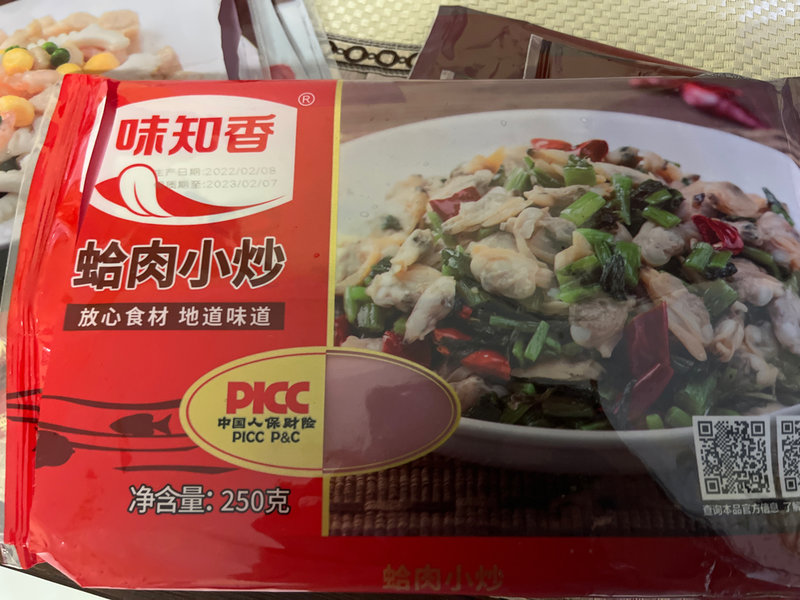 味知香
®
生产日期:2022/02/08
保质期至:2023/02/07
蛤肉小炒
放心食材 地道味道
PICC
中国人保财险
PICC P&C
净含量: 250克
查询本品官方信息
了解
蛤肉小炒